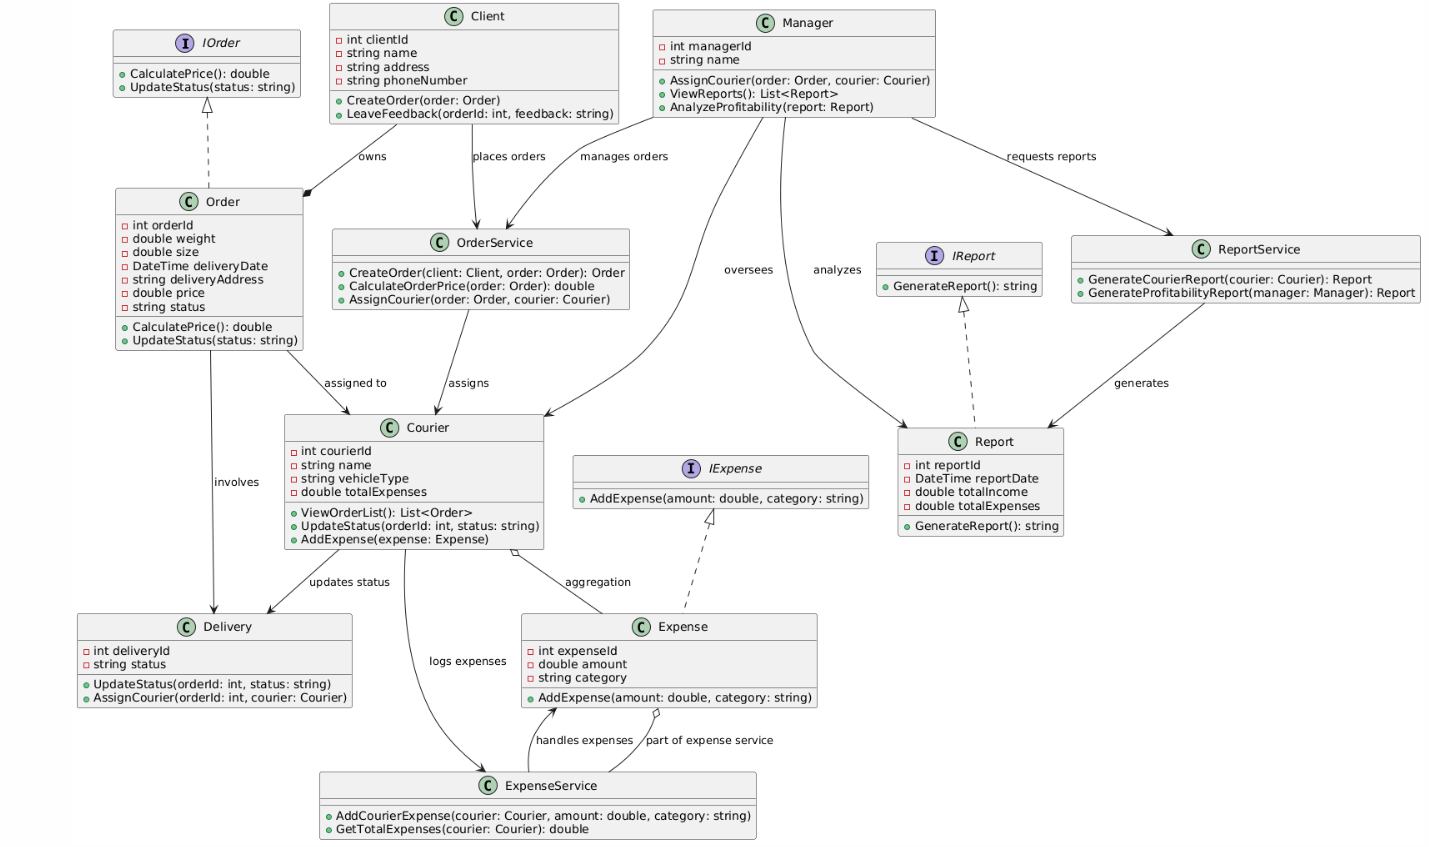 C Client
int clientId
string name
string address
string phoneNumber
CreateOrder(order: Order)
LeaveFeedback(orderId: int, feedback: string)
C Manager
int managerId
string name
AssignCourier(order: Order, courier: Courier)
ViewReports(): List<Report>
AnalyzeProfitability(report: Report)
I IOrder
CalculatePrice(): double
UpdateStatus(status: string)
owns
places orders
manages orders
requests reports
C Order
int orderId
double weight
double size
DateTime deliveryDate
string deliveryAddress
double price
string status
CalculatePrice(): double
UpdateStatus(status: string)
C OrderService
CreateOrder(client: Client, order: Order): Order
CalculateOrderPrice(order: Order): double
AssignCourier(order: Order, courier: Courier)
oversees
analyzes
I IReport
GenerateReport(): string
C ReportService
GenerateCourierReport(courier: Courier): Report
GenerateProfitabilityReport(manager: Manager): Report
assigned to
assigns
generates
C Courier
int courierId
string name
string vehicleType
double totalExpenses
ViewOrderList(): List<Order>
UpdateStatus(orderId: int, status: string)
AddExpense(expense: Expense)
I IExpense
AddExpense(amount: double, category: string)
C Report
int reportId
DateTime reportDate
double totalIncome
double totalExpenses
GenerateReport(): string
involves
updates status
aggregation
C Delivery
int deliveryId
string status
UpdateStatus(orderId: int, status: string)
AssignCourier(orderId: int, courier: Courier)
logs expenses
C Expense
int expenseId
double amount
string category
AddExpense(amount: double, category: string)
handles expenses
part of expense service
C ExpenseService
AddCourierExpense(courier: Courier, amount: double, category: string)
GetTotalExpenses(courier: Courier): double